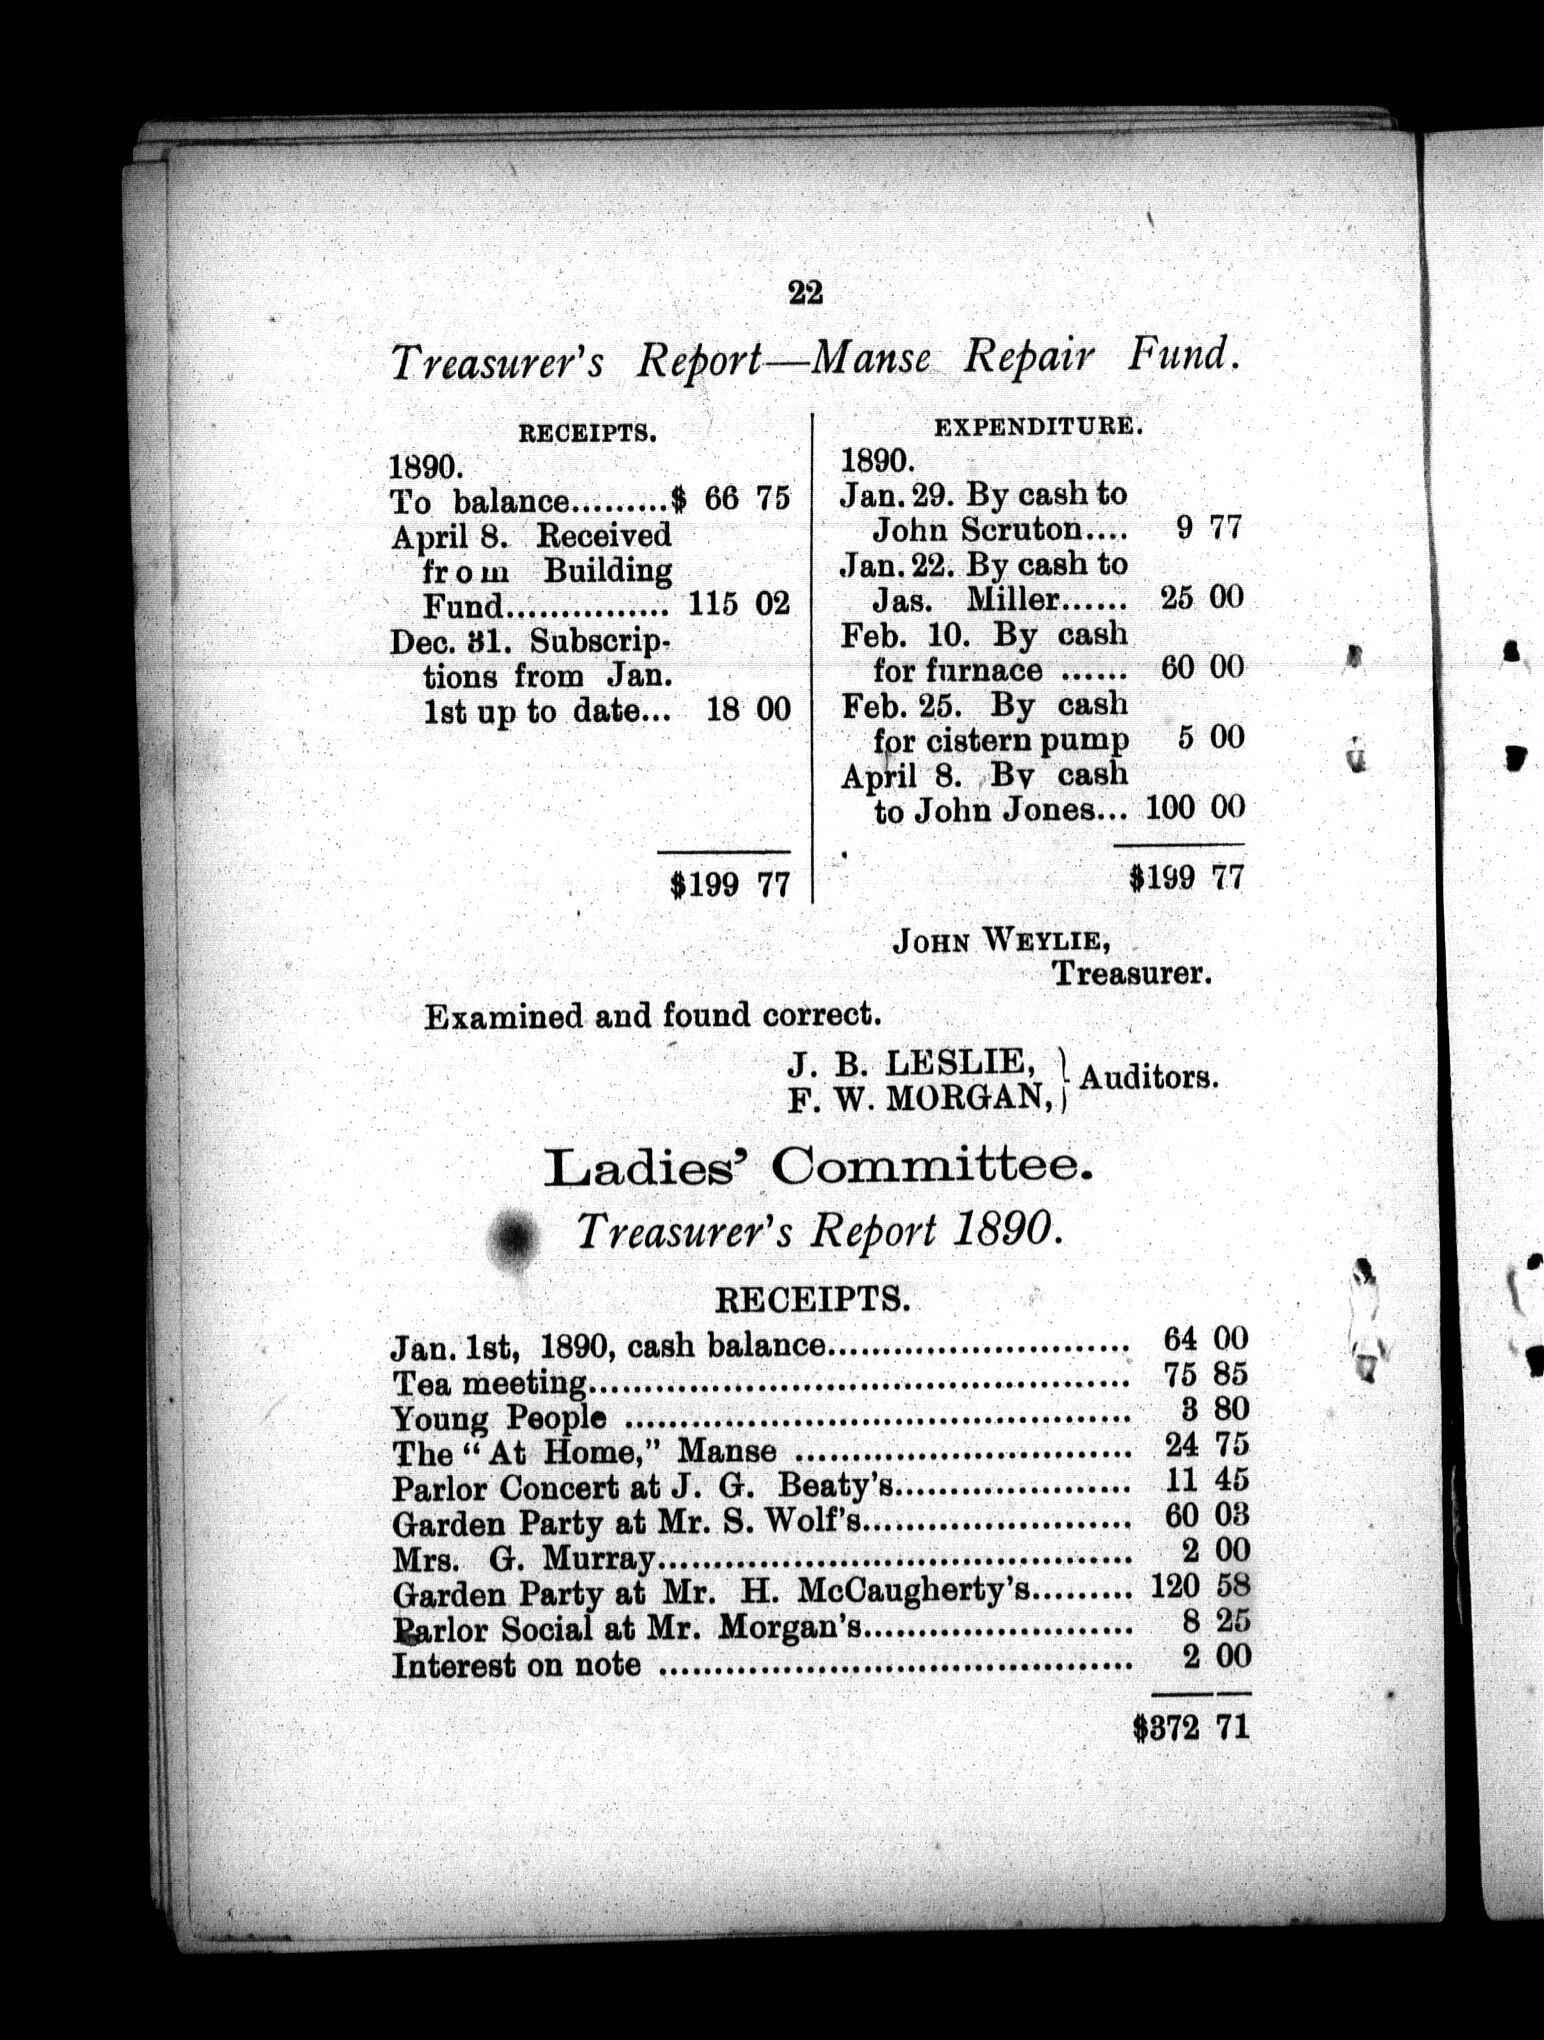 22
Treasurer's Report—Manse Repair Fund.
RECEIPTS.
1890.
To balance.........$ 66 75
April 8. Received
from Building
Fund............... 115 02
Dec. 31. Subscrip-
tions from Jan.
1st up to date... 18 00
$199 77
EXPENDITURE.
1890.
Jan. 29. By cash to
John Scruton.... 9 77
Jan. 22. By cash to
Jas. Miller...... 25 00
Feb. 10. By cash
for furnace ...... 60 00
Feb. 25. By cash
for cistern pump 5 00
April 8. By cash
to John Jones... 100 00
$199 77
JOHN WEYLIE,
Treasurer.
Examined and found correct.
J. B. LESLIE,
F. W. MORGAN, } Auditors.
Ladies' Committee.
Treasurer's Report 1890.
RECEIPTS.
Jan. 1st, 1890, cash balance............................ 64 00
Tea meeting.................................................. 75 85
Young People ............................................... 3 80
The "At Home," Manse ............................... 24 75
Parlor Concert at J. G. Beaty's...................... 11 45
Garden Party at Mr. S. Wolf's......................... 60 03
Mrs. G. Murray............................................ 2 00
Garden Party at Mr. H. McCaugherty's......... 120 58
Parlor Social at Mr. Morgan's......................... 8 25
Interest on note ........................................... 2 00
$372 71